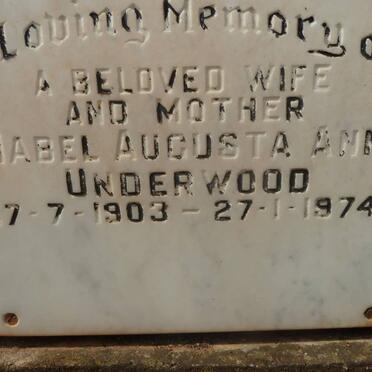 Loving Memory o
A BELOVED WIFE
AND MOTHER
ABEL AUGUSTA ANN
UNDERWOOD
7-7-1903 - 27-1-1974